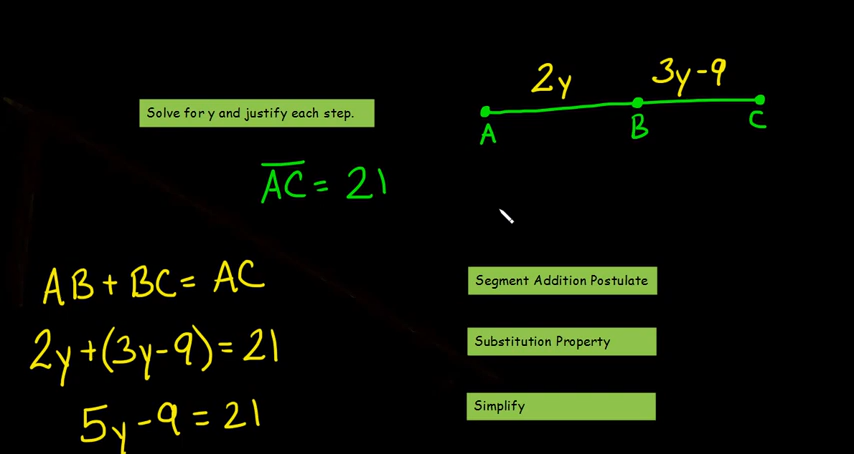 2y 3y-9
A B C
Solve for y and justify each step.
A͞C͞ = 21
AB + BC = AC Segment Addition Postulate
2y+(3y-9) = 21 Substitution Property
5y-9 = 21 Simplify